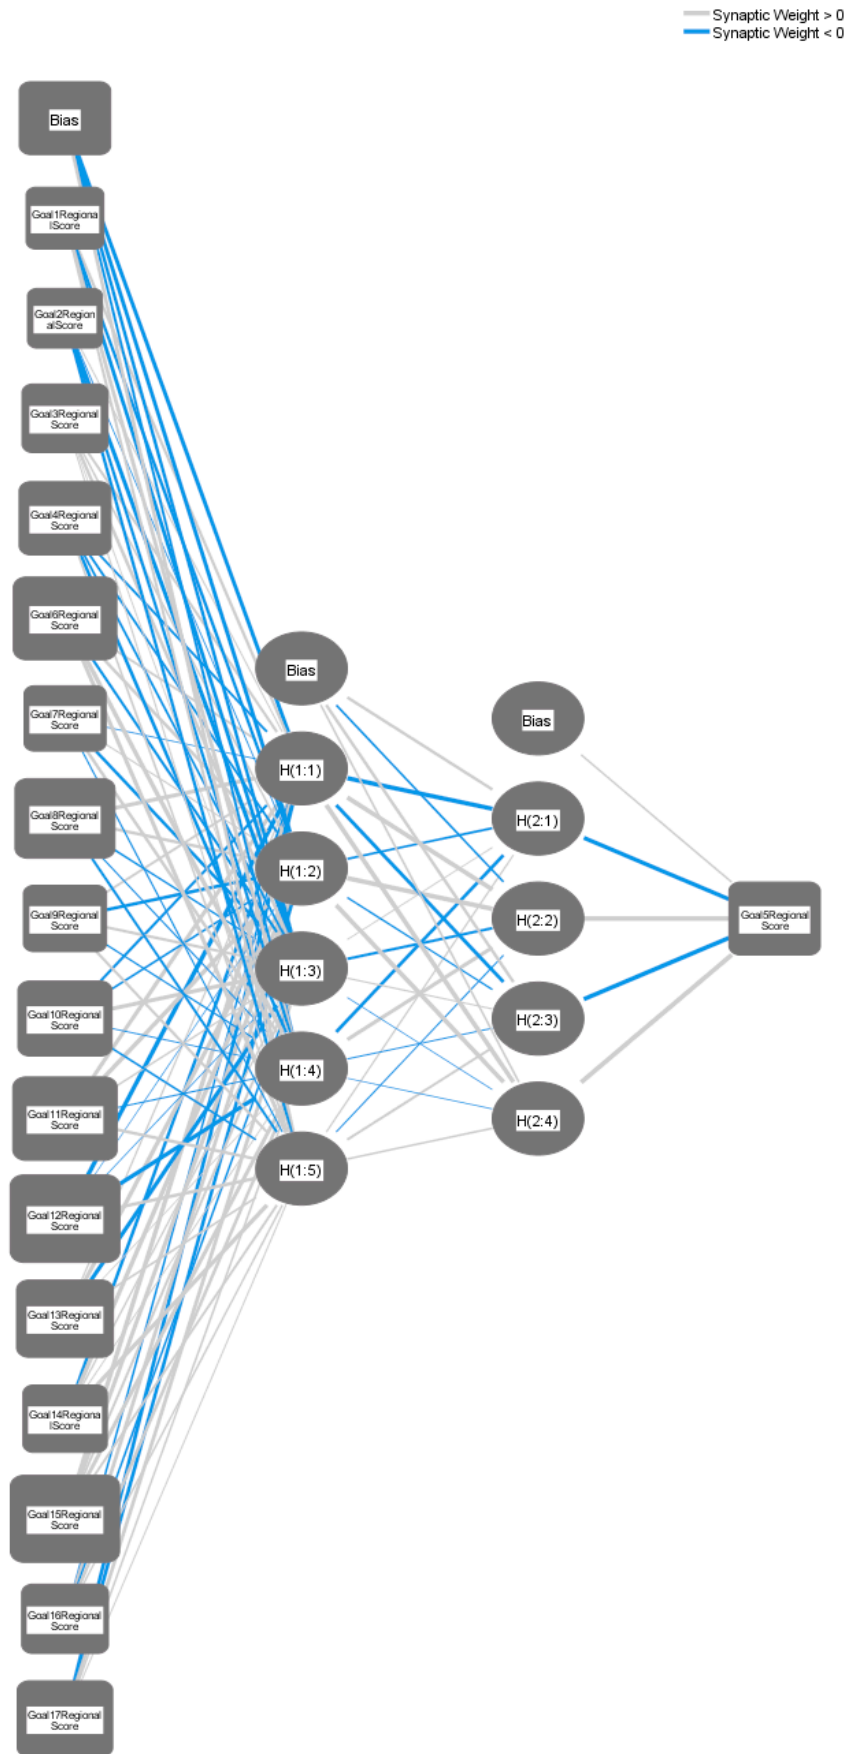 Synaptic Weight > 0
Synaptic Weight < 0
Bias
Goal1Regiona
lScore
Goal2Region
alScore
Goal3Regional
Score
Goal4Regional
Score
Goal6Regional
Score
Goal7Regional
Score
Goal8Regional
Score
Goal9Regional
Score
Goal10Regional
Score
Goal11Regional
Score
Goal12Regional
Score
Goal13Regional
Score
Goal14Regiona
lScore
Goal15Regional
Score
Goal16Regional
Score
Goal17Regional
Score
Bias
H(1:1)
H(1:2)
H(1:3)
H(1:4)
H(1:5)
Bias
H(2:1)
H(2:2)
H(2:3)
H(2:4)
Goal5Regional
Score